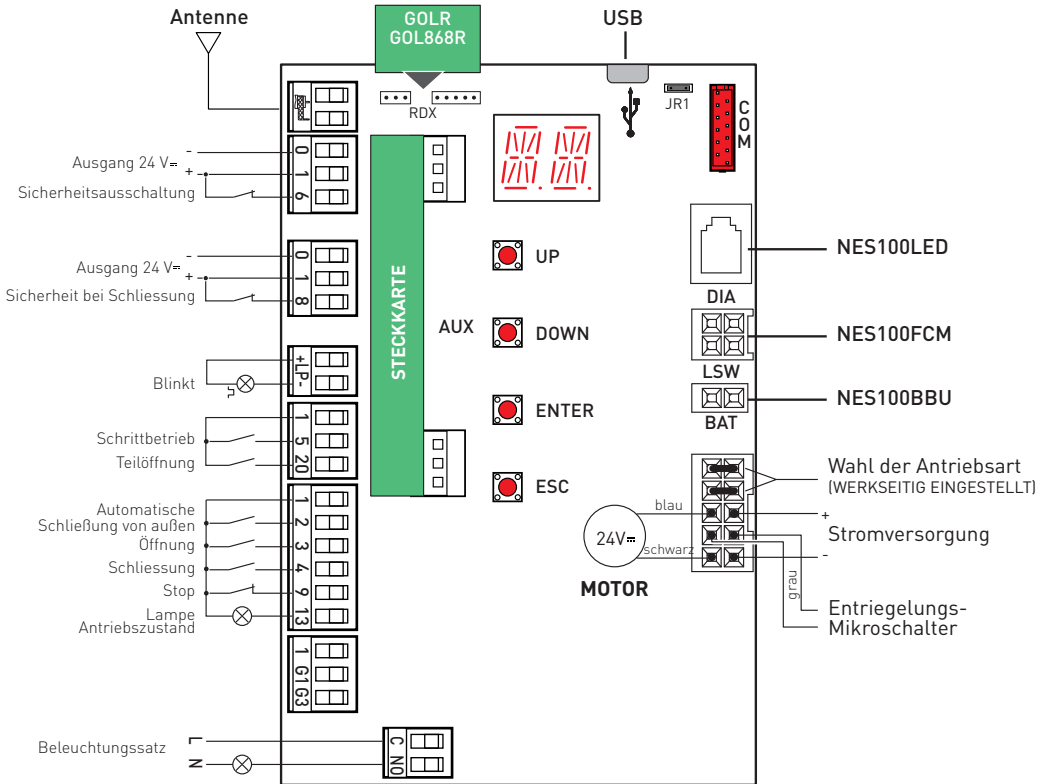 Antenne
GOLR
GOL868R
USB
RDX
JR1
COM
0
1
6
Ausgang 24 V⎓
-
+
Sicherheitsausschaltung
0
1
8
Ausgang 24 V⎓
-
+
Sicherheit bei Schliessung
STECKKARTE
AUX
UP
DOWN
ENTER
ESC
NES100LED
DIA
NES100FCM
LSW
NES100BBU
BAT
+LP-
Blinkt
1
5
20
Schrittbetrieb
Teilöffnung
1
2
3
4
9
13
Automatische
Schließung von außen
Öffnung
Schliessung
Stop
Lampe
Antriebszustand
1
G1
G3
Wahl der Antriebsart
(WERKSEITIG EINGESTELLT)
blau
+
Stromversorgung
24V⎓
schwarz
-
MOTOR
grau
Entriegelungs-
Mikroschalter
Beleuchtungssatz
L
N
C
NO